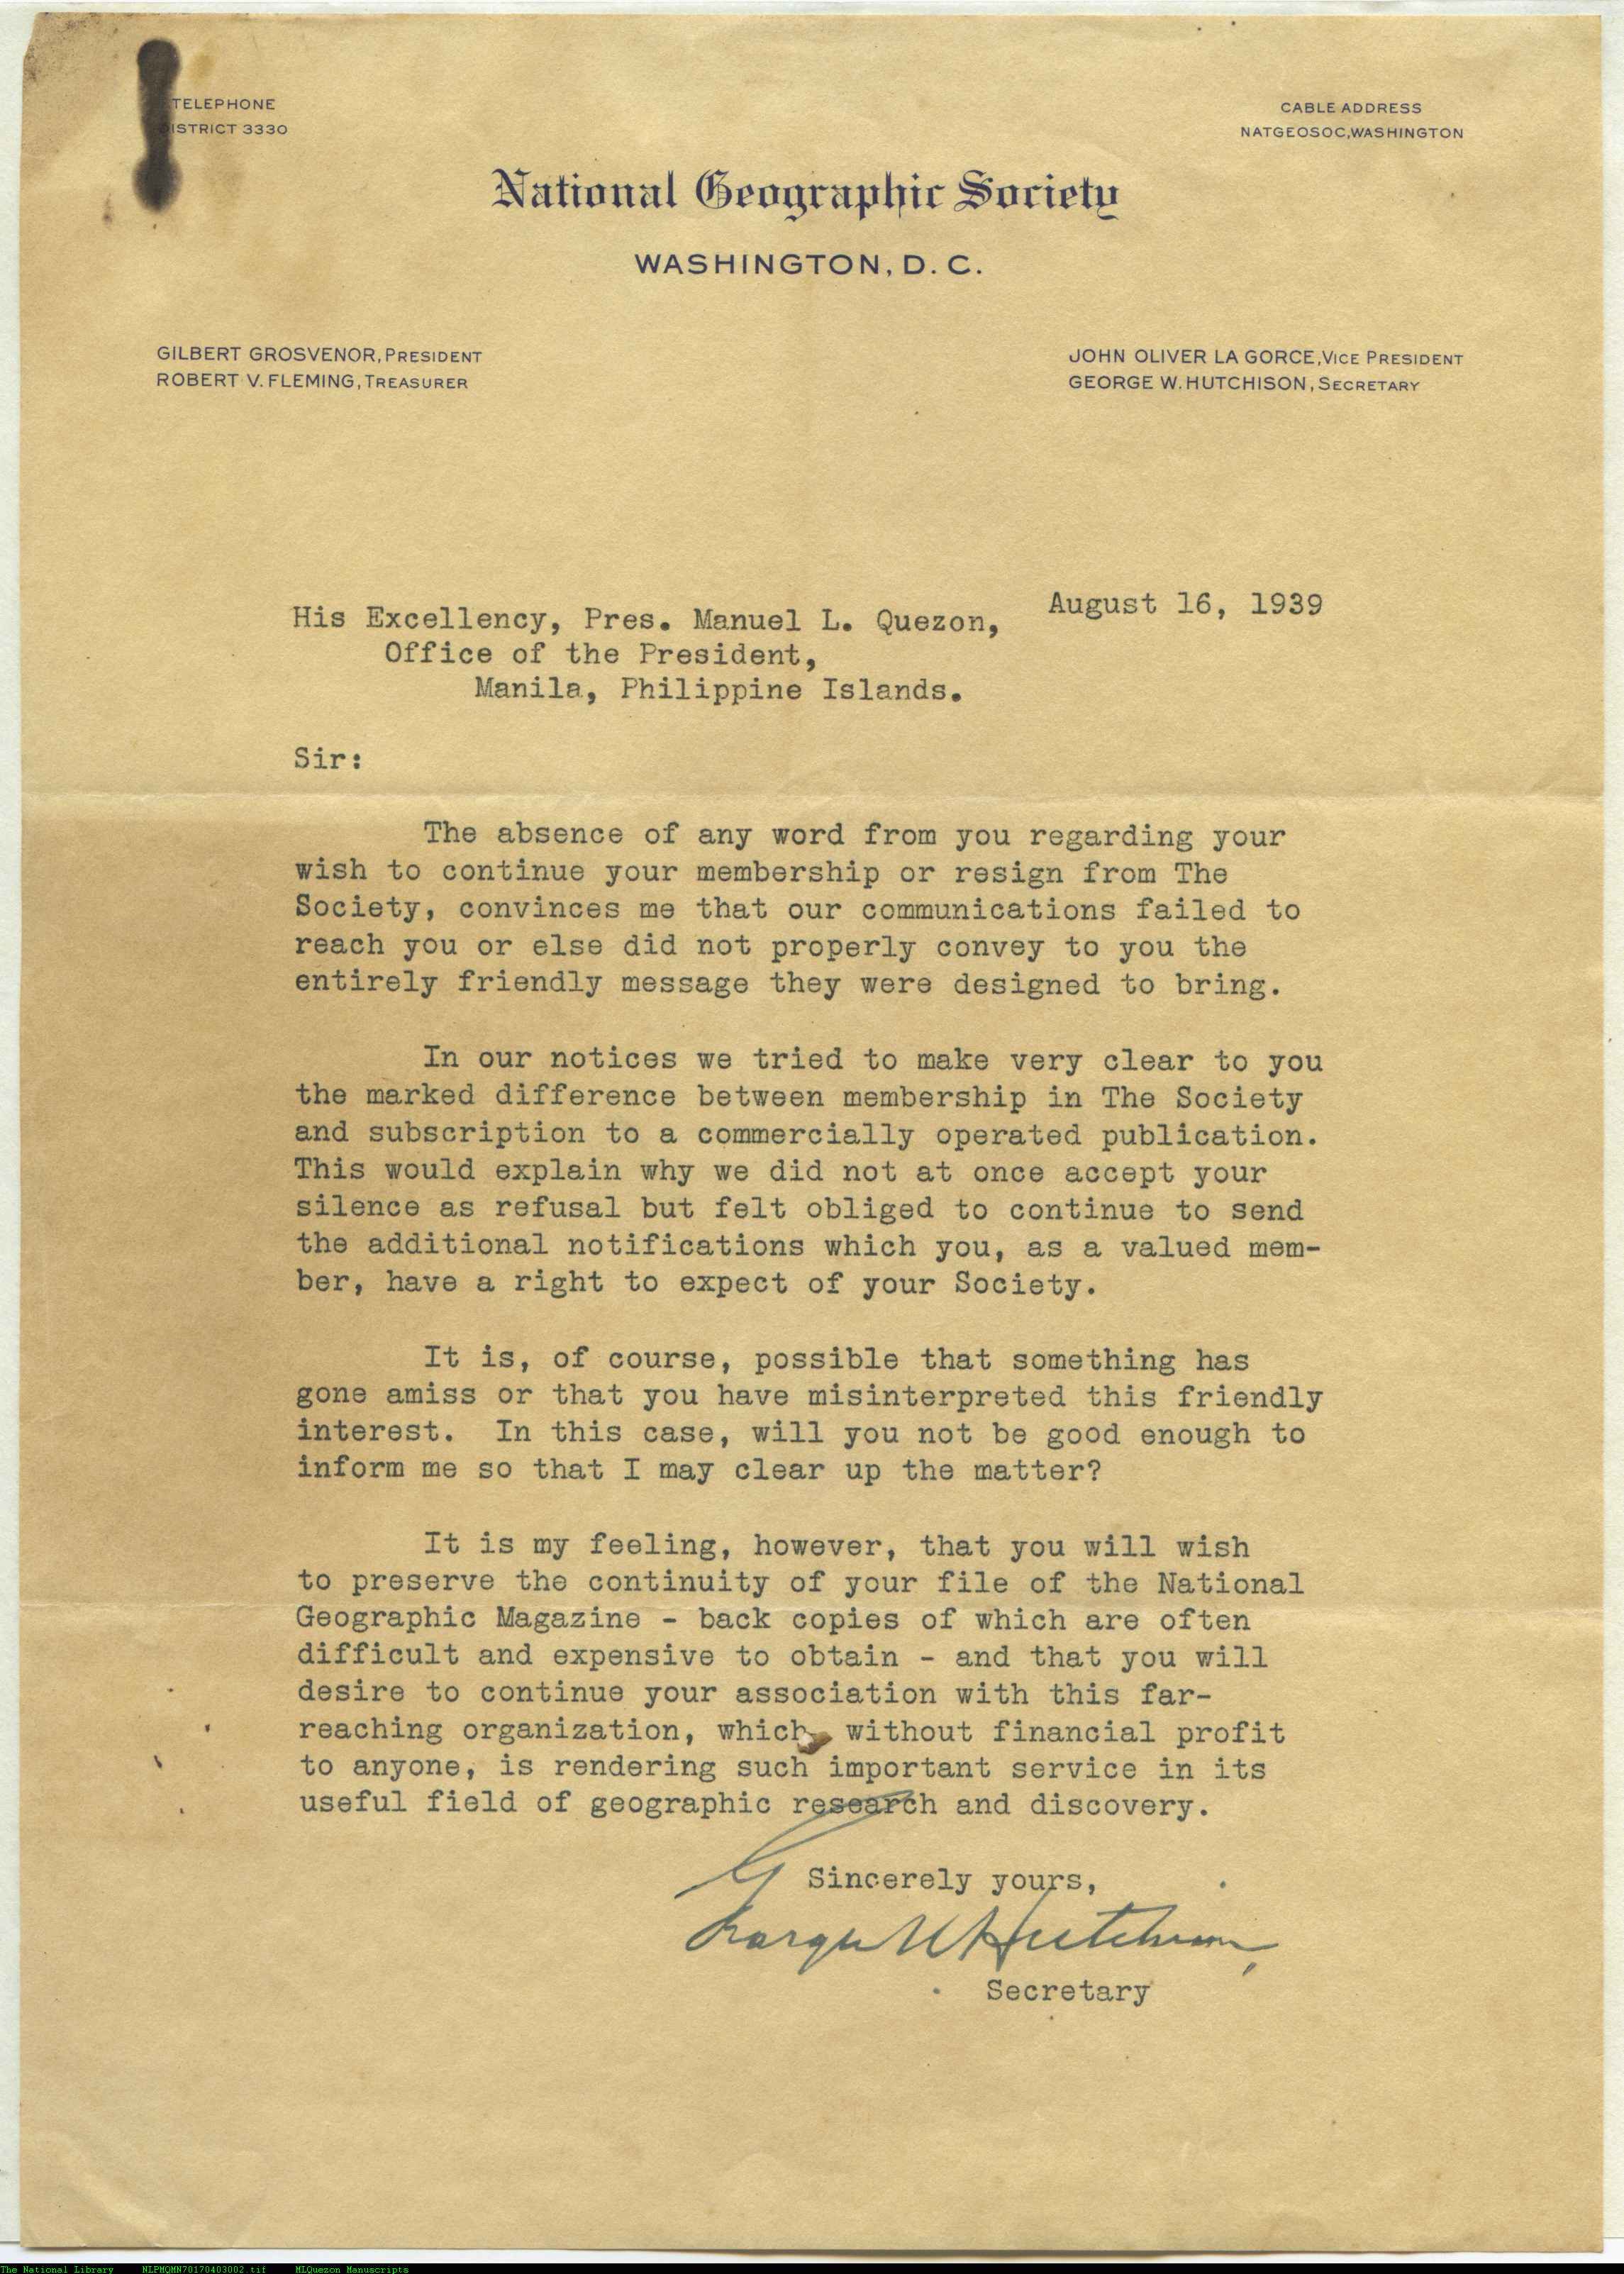 TELEPHONE
DISTRICT 3330
CABLE ADDRESS
NATGEOSOC,WASHINGTON
National Geographic Society
WASHINGTON, D. C.
GILBERT GROSVENOR, PRESIDENT
ROBERT V. FLEMING, TREASURER
JOHN OLIVER LA GORCE, VICE PRESIDENT
GEORGE W. HUTCHISON, SECRETARY
August 16, 1939
His Excellency, Pres. Manuel L. Quezon,
Office of the President,
Manila, Philippine Islands.
Sir:
The absence of any word from you regarding your
wish to continue your membership or resign from The
Society, convinces me that our communications failed to
reach you or else did not properly convey to you the
entirely friendly message they were designed to bring.
In our notices we tried to make very clear to you
the marked difference between membership in The Society
and subscription to a commercially operated publication.
This would explain why we did not at once accept your
silence as refusal but felt obliged to continue to send
the additional notifications which you, as a valued mem-
ber, have a right to expect of your Society.
It is, of course, possible that something has
gone amiss or that you have misinterpreted this friendly
interest. In this case, will you not be good enough to
inform me so that I may clear up the matter?
It is my feeling, however, that you will wish
to preserve the continuity of your file of the National
Geographic Magazine - back copies of which are often
difficult and expensive to obtain - and that you will
desire to continue your association with this far-
reaching organization, which, without financial profit
to anyone, is rendering such important service in its
useful field of geographic research and discovery.
Sincerely yours,
George W Hutchison
Secretary
The National Library NLPMQMN70170403002.tif MLQuezon Manuscripts